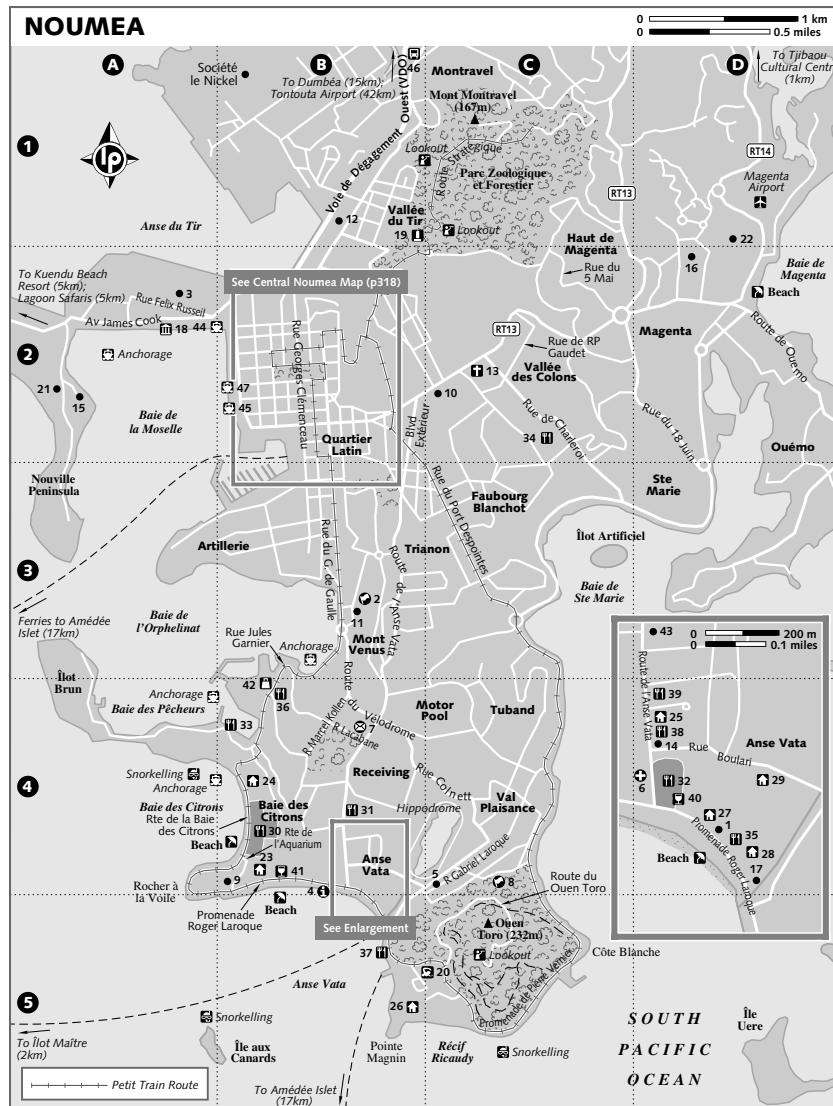 NOUMEA
0 1 km
0 0.5 miles
A
B
C
D
Société
le Nickel
To Dumbéa (15km);
Tontouta Airport (42km)
Ouest (VDO)
46
Montravel
Mont Montravel
(167m)
To Tjibaou
Cultural Centre
(1km)
1
lp
Voie de Dégagement
Lookout
Route Stratégique
Parc Zoologique
et Forestier
RT14
RT13
Magenta
Airport
Anse du Tir
12
Vallée
du Tir
19
Lookout
Haut de
Magenta
22
16
Rue du
5 Mai
Baie de
Magenta
To Kuendu Beach
Resort (5km);
Lagoon Safaris (5km)
3
Rue Felix Russeil
See Central Noumea Map (p318)
Beach
Av James Cook
18
44
RT13
Magenta
Route de Ouemo
2
Anchorage
Rue Georges Clémenceau
Rue de RP
Gaudet
13
Vallée
des Colons
21
15
47
45
10
Baie de
la Moselle
Blvd
Extérieur
Rue de Charleroi
34
Rue du 18 Juin
Quartier
Latin
Ouémo
Nouville
Peninsula
Rue du Port Despointes
Faubourg
Blanchot
Ste
Marie
Artillerie
Rue du G. de Gaulle
Route de l'Anse Vata
Trianon
Îlot Artificiel
3
Baie de
Ste Marie
2
11
Ferries to Amédée
Islet (17km)
Baie de
l'Orphelinat
Rue Jules
Garnier
Anchorage
Mont
Venus
43
0 200 m
0 0.1 miles
Îlot
Brun
Anchorage
Baie des Pêcheurs
42
36
Route
du Vélodrome
R Marcel Kollen
R Lacabane
7
Motor
Pool
Tuband
Route de l'Anse Vata
39
25
38
14
Rue Boulari
Anse Vata
33
4
Snorkelling
Anchorage
24
Receiving
Rue Colnett
6
32
29
40
Baie des Citrons
Rte de la Baie
des Citrons
Baie des
Citrons
31
Hippodrome
Val
Plaisance
27
1
35
30
Rte de
l'Aquarium
Beach
23
Anse
Vata
R Gabriel Laroque
Beach
28
Promenade Roger Laroque
17
Rocher à
la Voile
9
41
4
5
8
Route du
Ouen Toro
Promenade
Roger Laroque
Beach
See Enlargement
Ouen
Toro (232m)
37
Lookout
Côte Blanche
Anse Vata
20
Promenade de Pierre Vernier
5
26
Snorkelling
To Îlot Maître
(2km)
Île aux
Canards
Pointe
Magnin
Récif
Ricaudy
Snorkelling
SOUTH
PACIFIC
OCEAN
Île
Uere
Petit Train Route
To Amédée Islet
(17km)